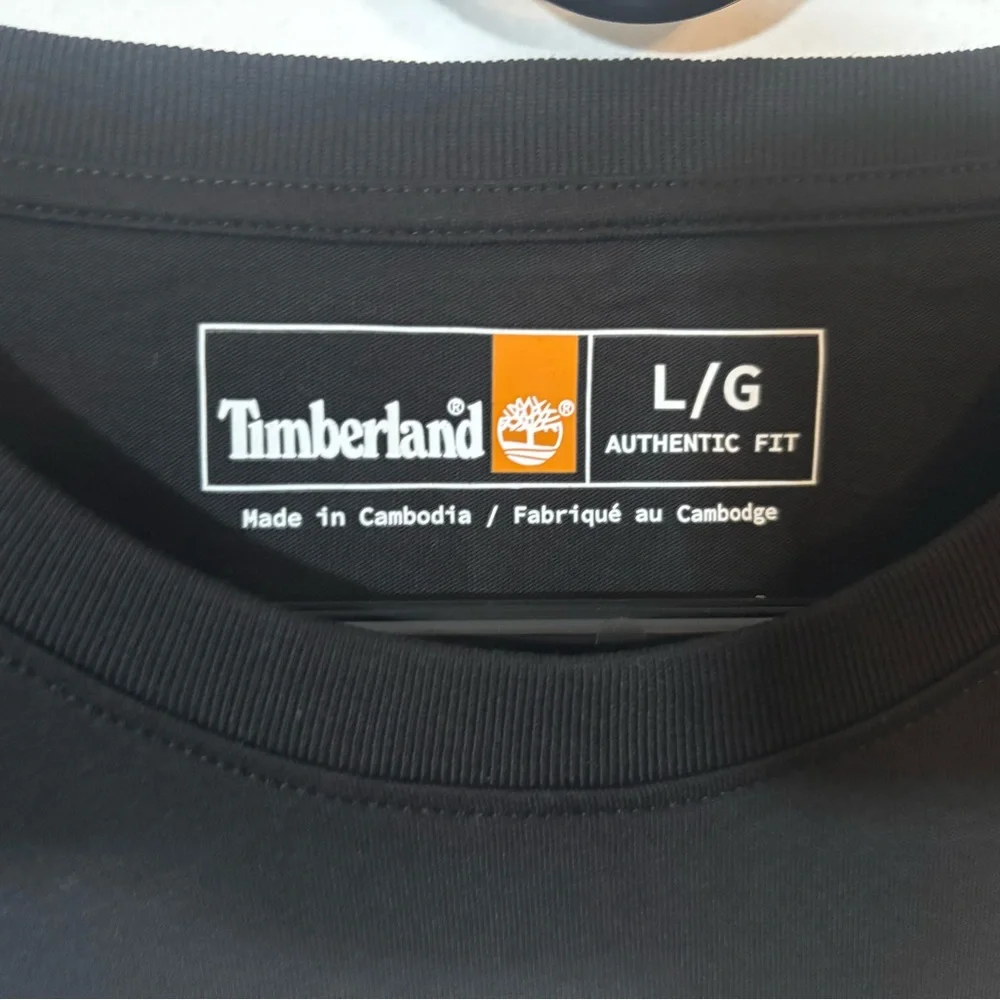 Timberland® ®
L/G
AUTHENTIC FIT
Made in Cambodia / Fabriqué au Cambodge